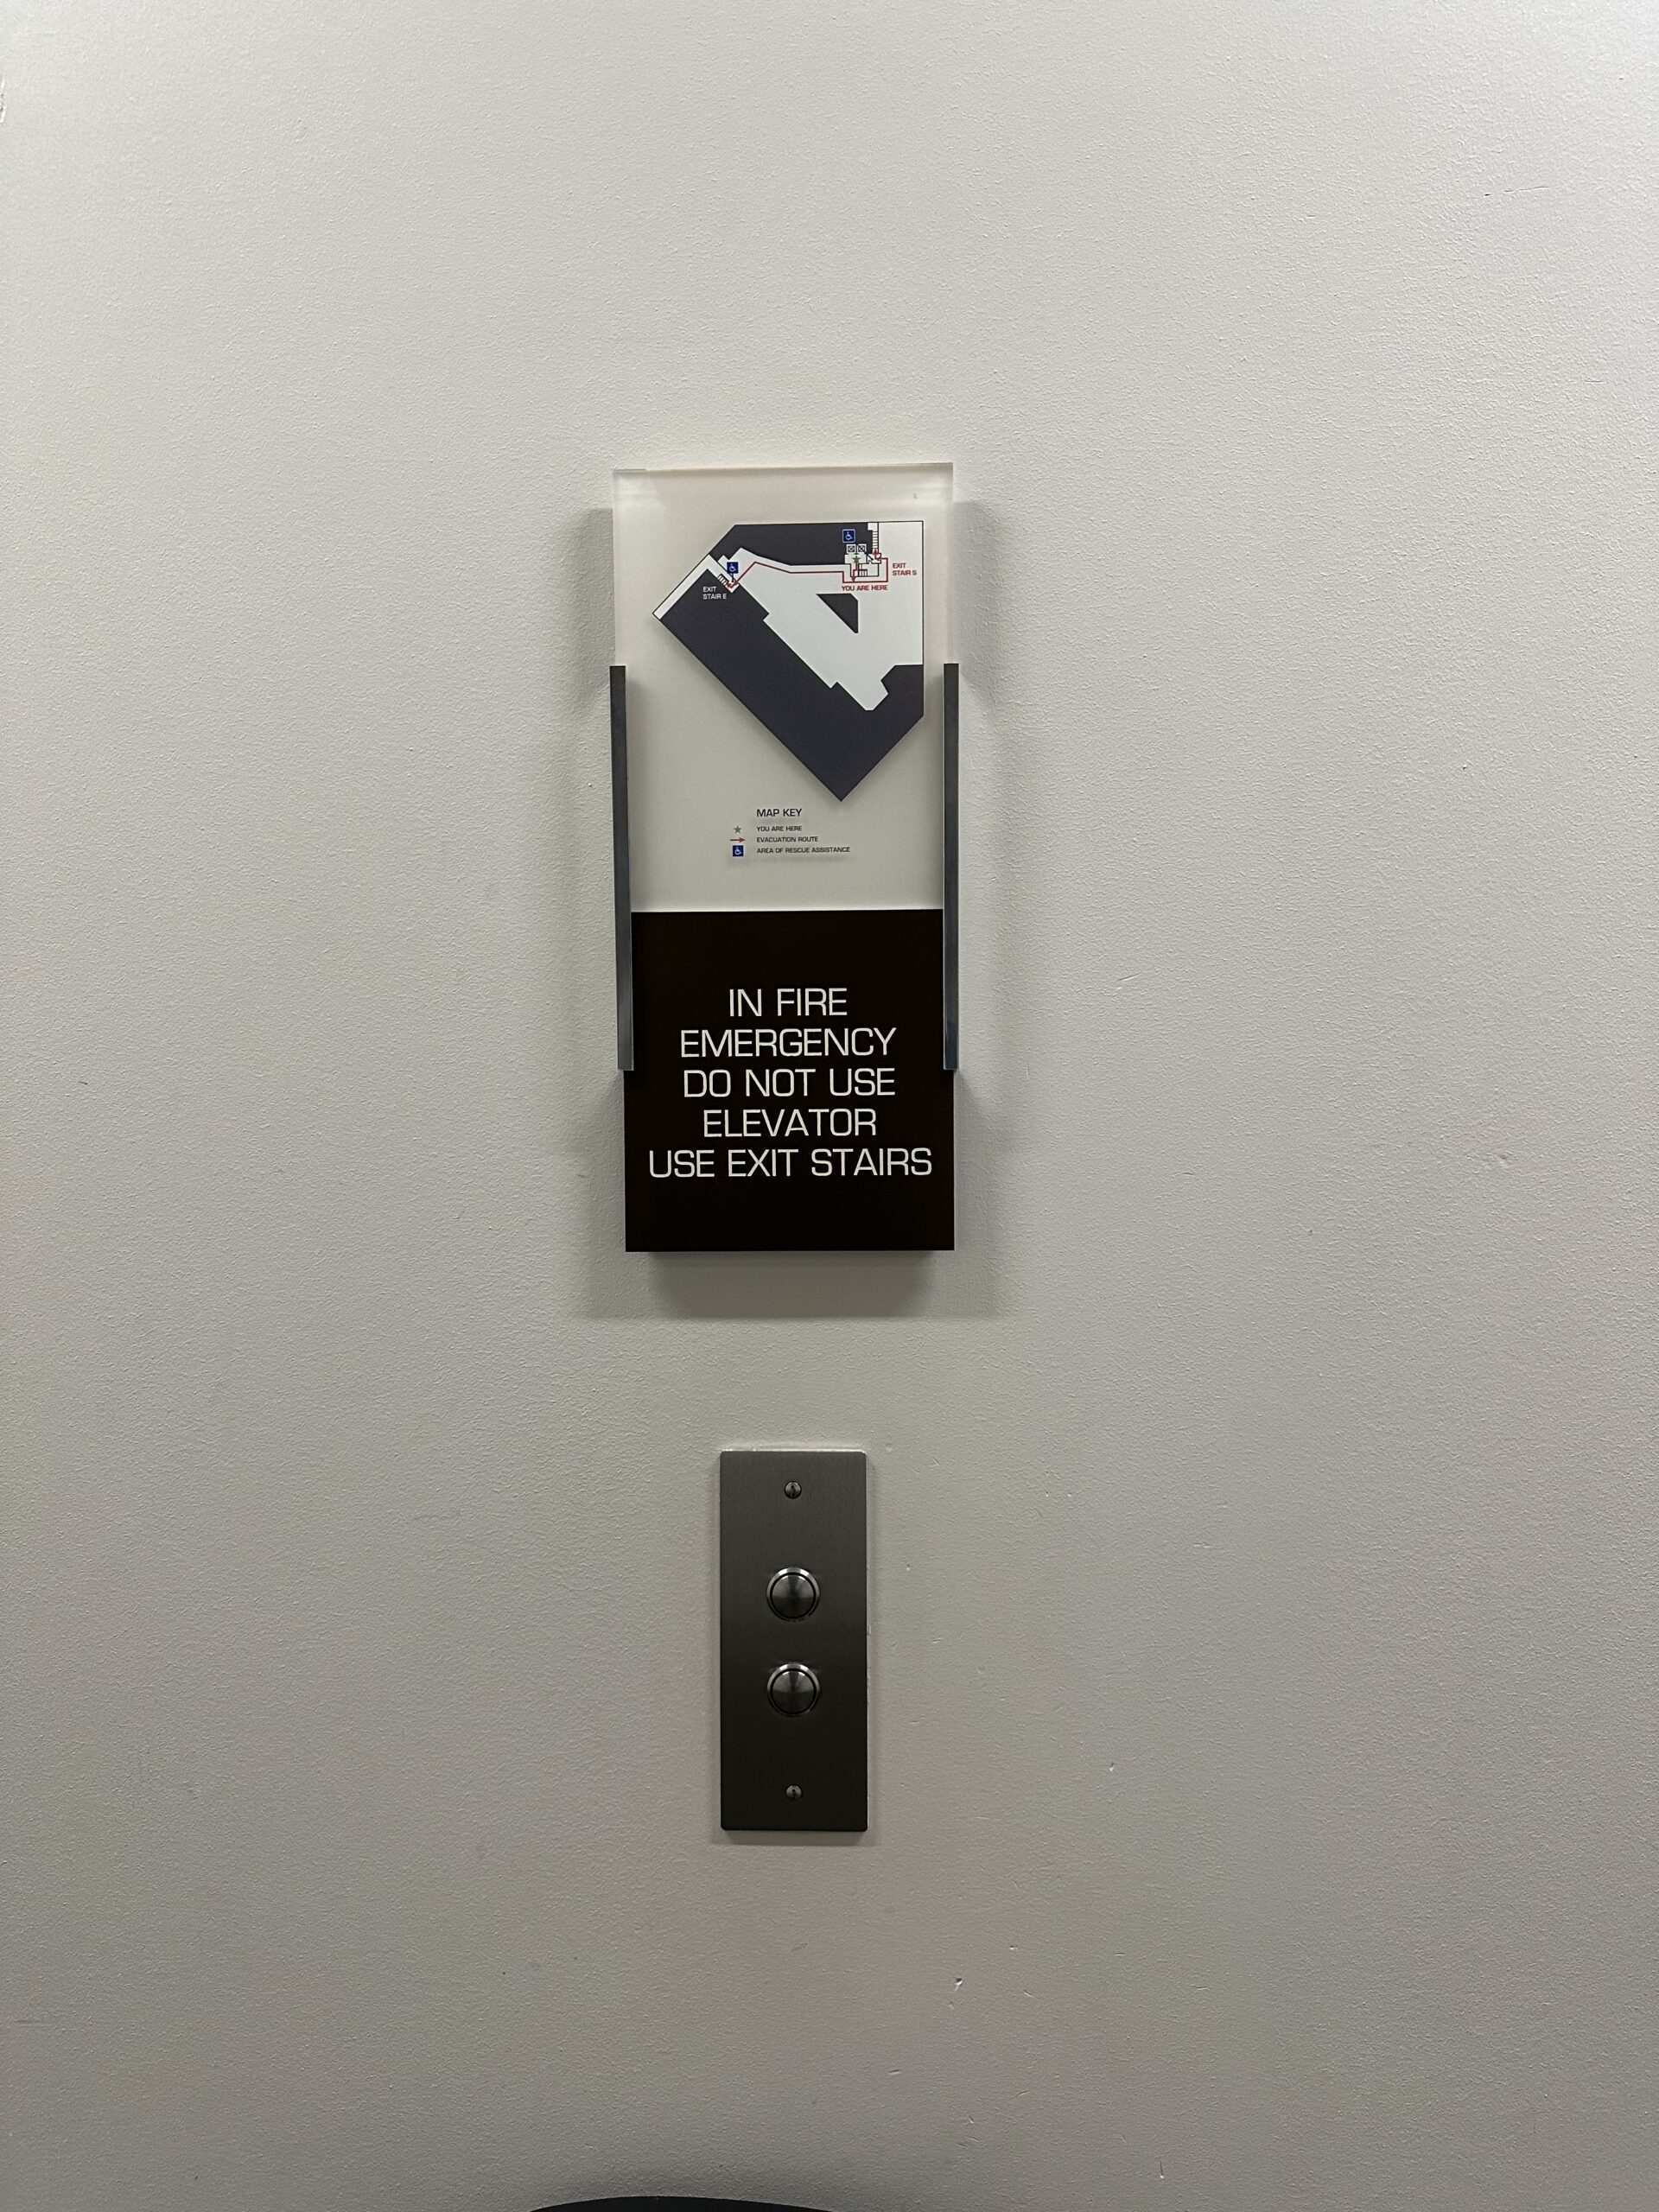 EXIT
STAIR S
YOU ARE HERE
EXIT
STAIR E
MAP KEY
YOU ARE HERE
EVACUATION ROUTE
AREA OF RESCUE ASSISTANCE
IN FIRE
EMERGENCY
DO NOT USE
ELEVATOR
USE EXIT STAIRS